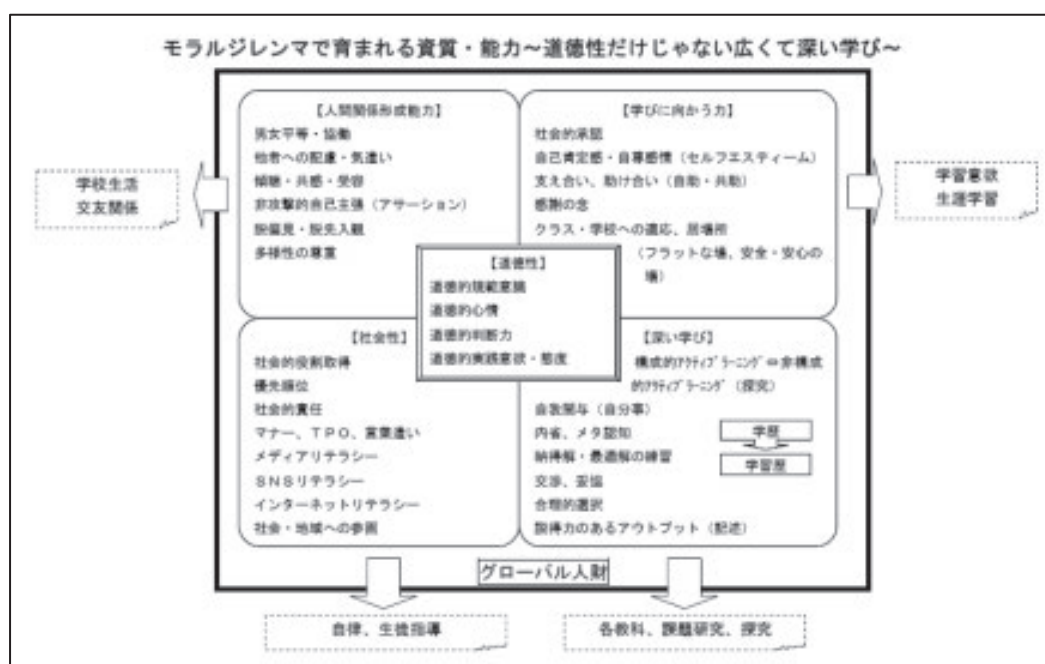 モラルジレンマで育まれる資質・能力～道徳性だけじゃない広くて深い学び～
【人間関係形成能力】
男女平等・協働
他者への配慮・気遣い
傾聴・共感・受容
非攻撃的自己主張（アサーション）
脱偏見・脱先入観
多様性の尊重
【学びに向かう力】
社会的承認
自己肯定感・自尊感情（セルフエスティーム）
支え合い、助け合い（自助・共助）
感謝の念
クラス・学校への適応、居場所
（フラットな場、安全・安心の
場）
学校生活
交友関係
学習意欲
生涯学習
【道徳性】
道徳的規範意識
道徳的心情
道徳的判断力
道徳的実践意欲・態度
【社会性】
社会的役割取得
優先順位
社会的責任
マナー、ＴＰＯ、言葉遣い
メディアリテラシー
ＳＮＳリテラシー
インターネットリテラシー
社会・地域への参画
【深い学び】
構成的ｱｸﾃｨﾌﾞﾗｰﾆﾝｸﾞ⇔非構成
的ｱｸﾃｨﾌﾞﾗｰﾆﾝｸﾞ（探究）
自我関与（自分事）
内省、メタ認知
納得解・最適解の練習
交渉、妥協
合理的選択
説得力のあるアウトプット（記述）
学歴
学習歴
グローバル人財
自律、生徒指導
各教科、課題研究、探究